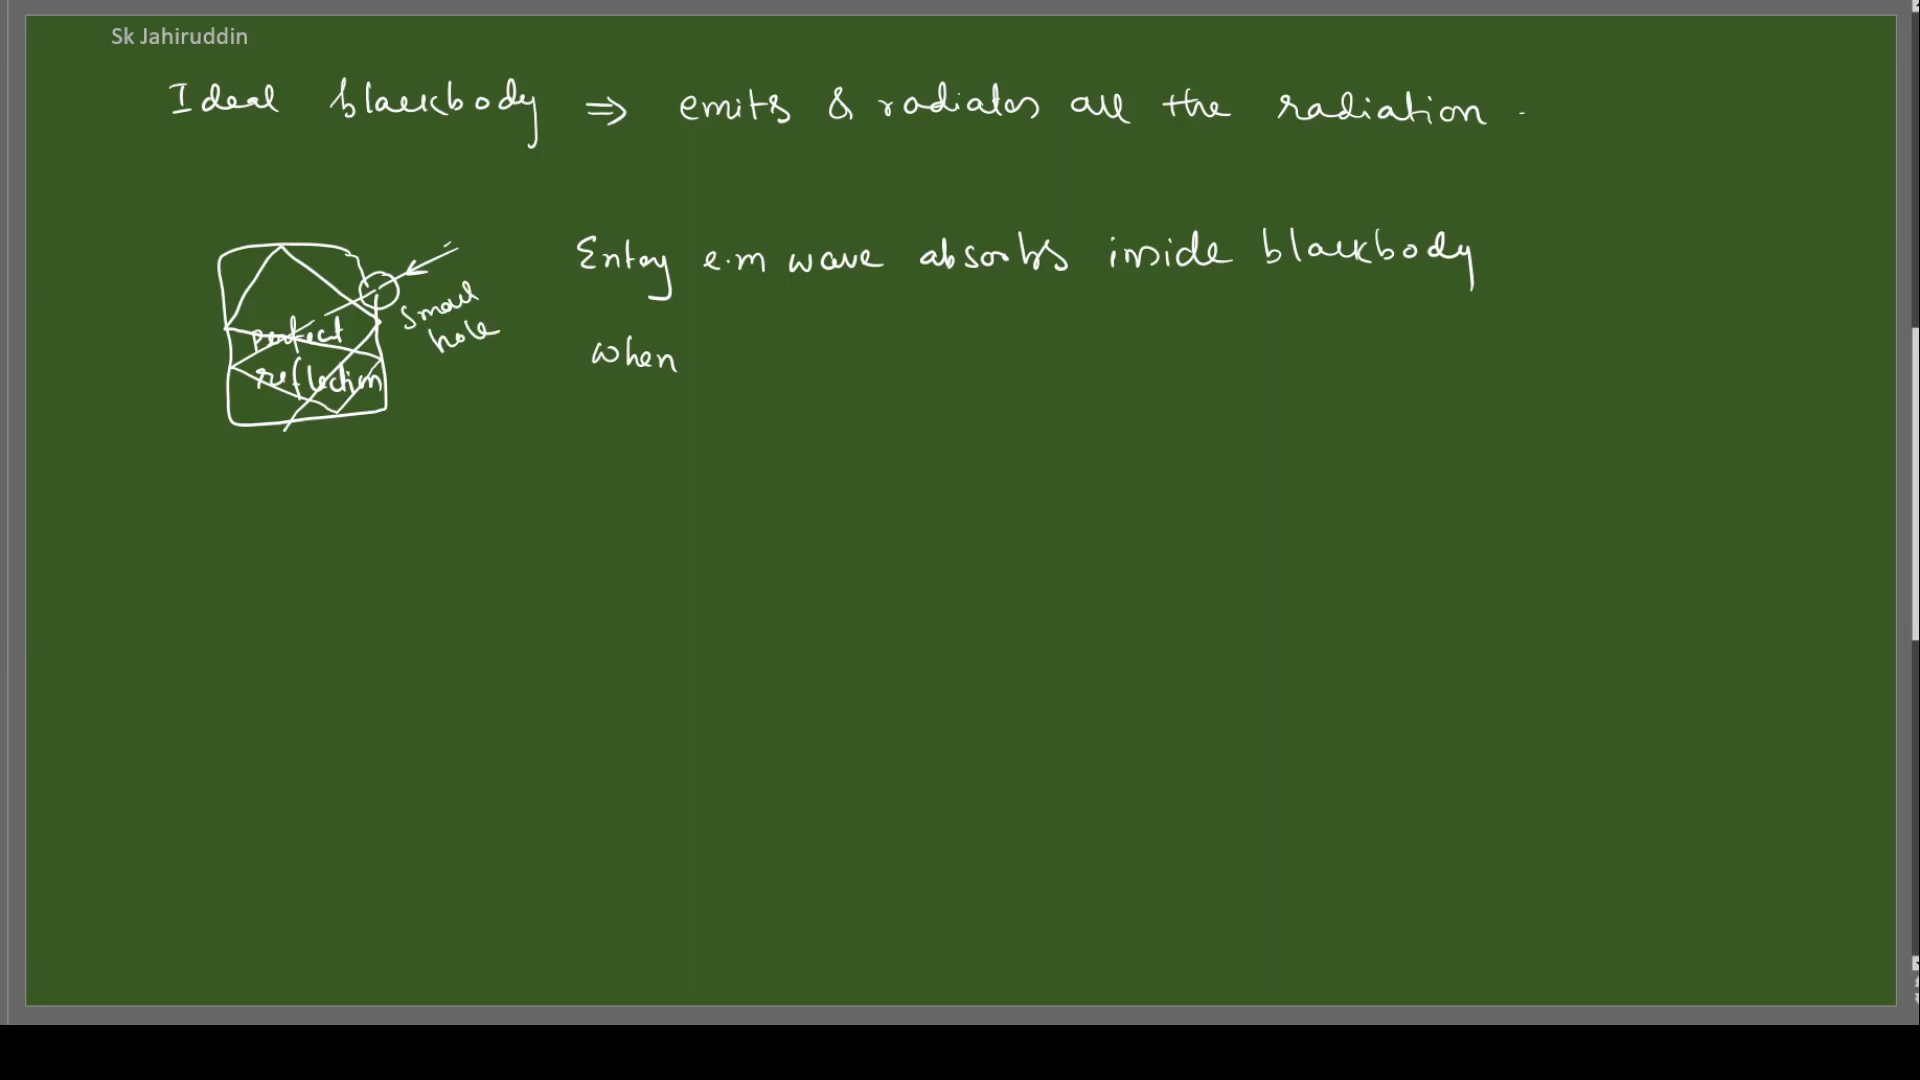 Sk Jahiruddin
Ideal blackbody ⇒ emits & radiates all the radiation.
Entry e.m wave absorbs inside blackbody
small
hole
perfect
reflection
when